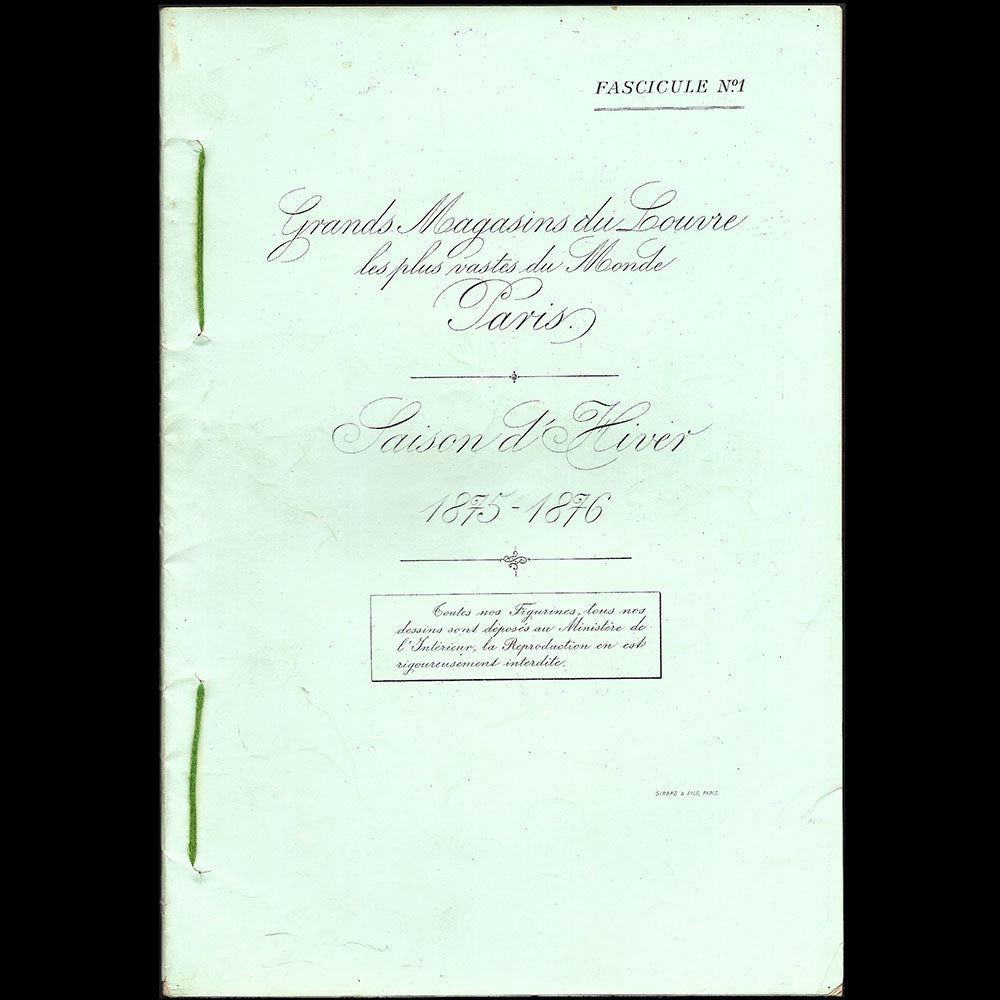 FASCICULE Nº1
Grands Magasins du Louvre
les plus vastes du Monde
Paris.
Saison d'Hiver
1875-1876
Toutes nos Figurines, tous nos
dessins sont déposés au Ministère de
l'Intérieur, la Reproduction en est
rigoureusement interdite.
GIRARD & FILS, PARIS.